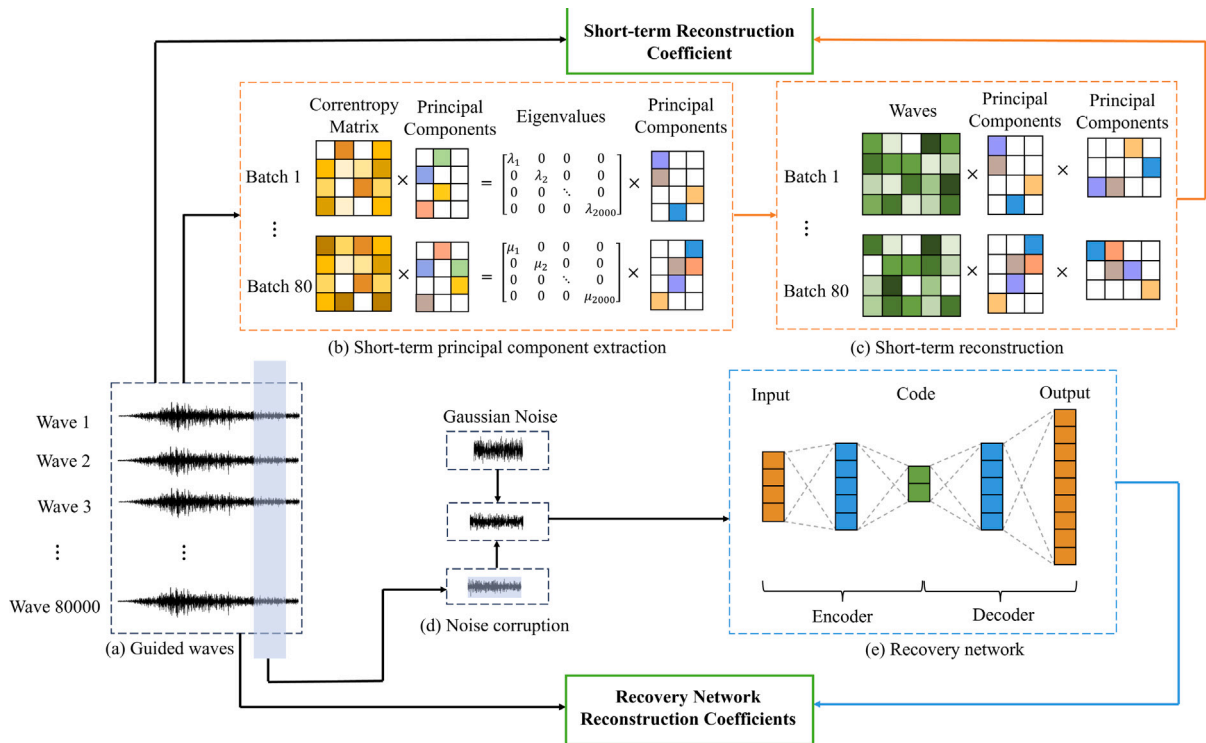 Short-term Reconstruction
Coefficient
Correntropy
Matrix
Principal
Components
Eigenvalues
Principal
Components
Batch 1
×
=
λ₁ 0 0 0
0 λ₂ 0 0
0 0 ⋱ 0
0 0 0 λ₂₀₀₀
×
⋮
Batch 80
×
=
μ₁ 0 0 0
0 μ₂ 0 0
0 0 ⋱ 0
0 0 0 μ₂₀₀₀
×
(b) Short-term principal component extraction
Waves
Principal
Components
Principal
Components
Batch 1
×
×
⋮
Batch 80
×
×
(c) Short-term reconstruction
Wave 1
Wave 2
Wave 3
⋮ ⋮
Wave 80000
(a) Guided waves
Gaussian Noise
(d) Noise corruption
Input
Code
Output
Encoder
Decoder
(e) Recovery network
Recovery Network
Reconstruction Coefficients